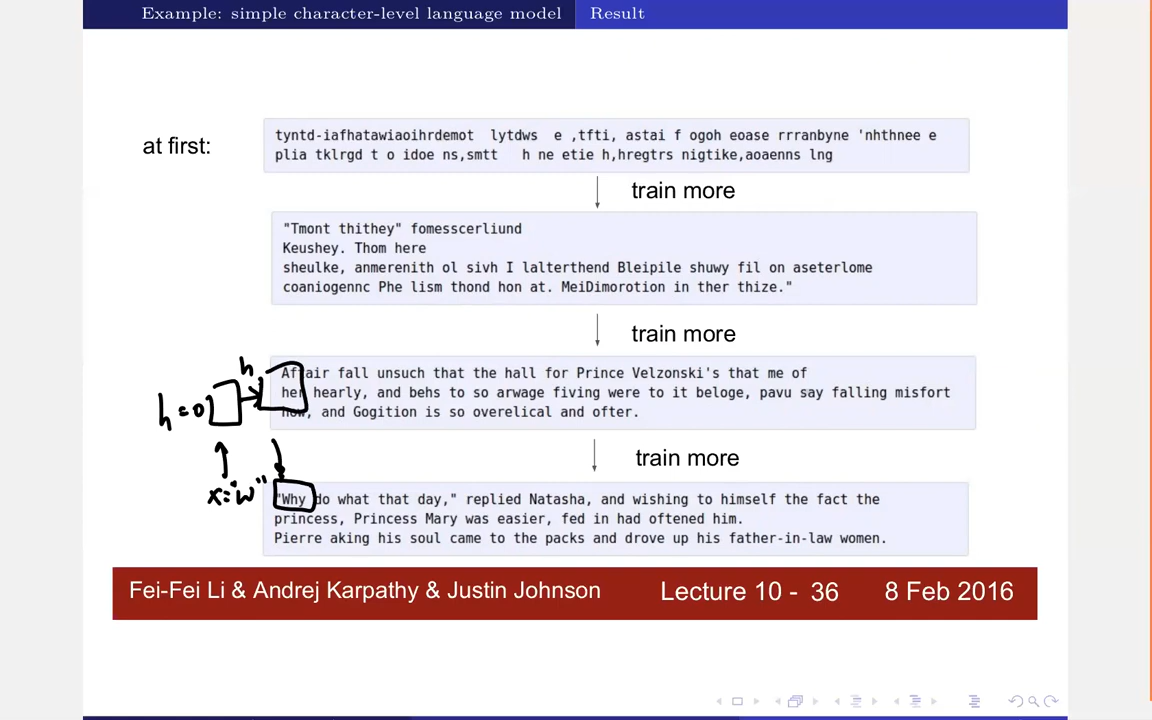 Example: simple character-level language model Result
at first:
tyntd-iafhatawiaoihrdemot lytdws e ,tfti, astai f ogoh eoase rrranbyne 'nhthnee e
plia tklrgd t o idoe ns,smtt h ne etie h,hregtrs nigtike,aoaenns lng
train more
"Tmont thithey" fomesscerliund
Keushey. Thom here
sheulke, anmerenith ol sivh I lalterthend Bleipile shuwy fil on aseterlome
coaniogennc Phe lism thond hon at. MeiDimorotion in ther thize."
train more
h
Aftair fall unsuch that the hall for Prince Velzonski's that me of
her hearly, and behs to so arwage fiving were to it beloge, pavu say falling misfort
how, and Gogition is so overelical and ofter.
h=0
train more
x="W"
"Why do what that day," replied Natasha, and wishing to himself the fact the
princess, Princess Mary was easier, fed in had oftened him.
Pierre aking his soul came to the packs and drove up his father-in-law women.
Fei-Fei Li & Andrej Karpathy & Justin Johnson Lecture 10 - 36 8 Feb 2016